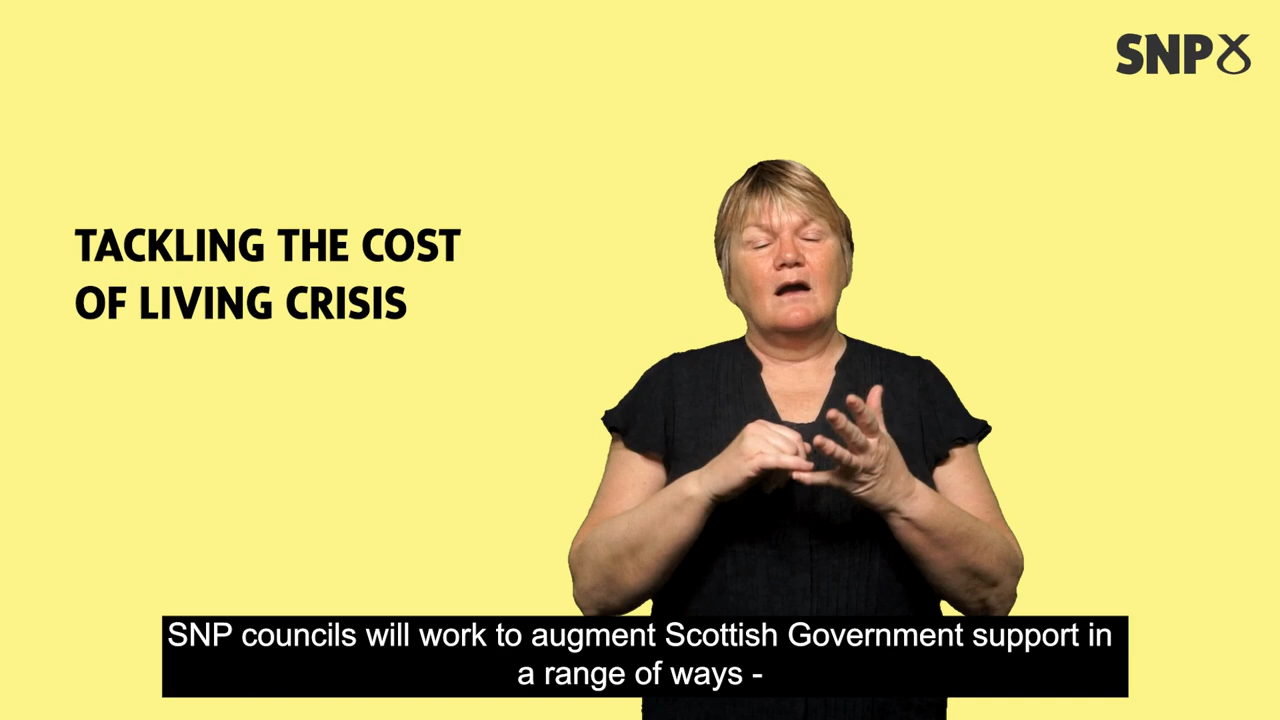 SNP
TACKLING THE COST
OF LIVING CRISIS
SNP councils will work to augment Scottish Government support in
a range of ways -